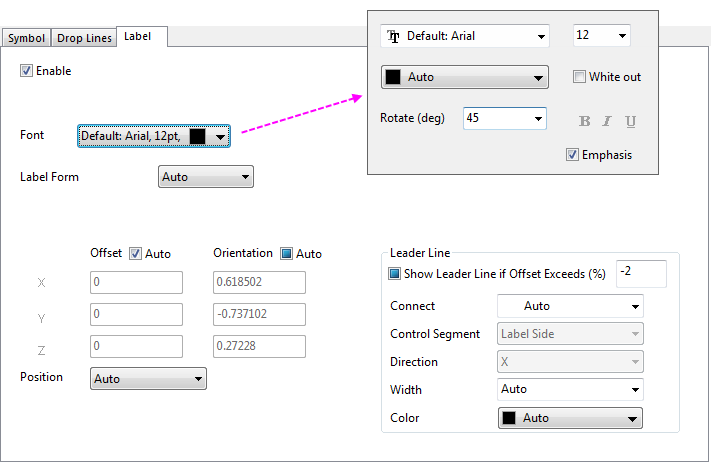 Symbol Drop Lines Label
Enable
Font Default: Arial, 12pt,
Label Form Auto
Default: Arial 12
Auto White out
Rotate (deg) 45 B I U
Emphasis
Offset Auto Orientation Auto
X 0 0.618502
Y 0 -0.737102
Z 0 0.27228
Position Auto
Leader Line
Show Leader Line if Offset Exceeds (%) -2
Connect Auto
Control Segment Label Side
Direction X
Width Auto
Color Auto